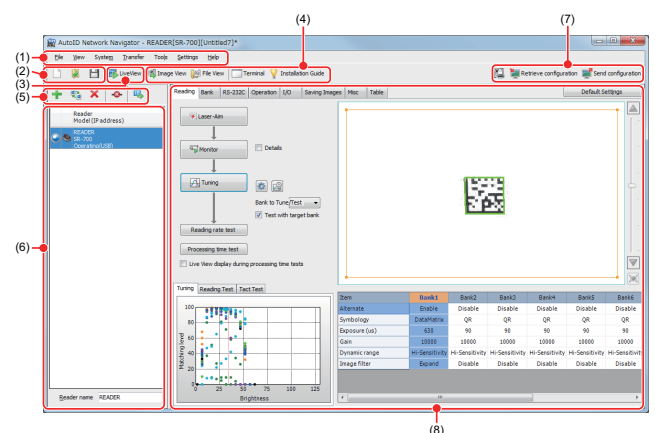 (4)
(7)
AutoID Network Navigator - READER[SR-700][Untitled7]*
(1)
File View System Transfer Tools Settings Help
(2)
LiveView Image View File View Terminal Installation Guide
Retrieve configuration Send configuration
(3)
(5)
Reading Bank RS-232C Operation I/O Saving Images Misc Table
Default Settings
Reader
Model (IP address)
READER
SR-700
Operating(USB)
Laser-Aim
Monitor
Details
Tuning
Bank to Tune Test
Test with target bank
Reading rate test
Processing time test
Live View display during processing time tests
(6)
Tuning Reading Test Tact Test
Matching level
100
80
60
40
20
0
0 25 50 75 100 125
Brightness
Item Bank1 Bank2 Bank3 Bank4 Bank5 Bank6
Alternate Enable Disable Disable Disable Disable Disable
Symbology DataMatrix QR QR QR QR QR
Exposure (us) 630 90 90 90 90 90
Gain 10000 10000 10000 10000 10000 10000
Dynamic range Hi-Sensitivity Hi-Sensitivity Hi-Sensitivity Hi-Sensitivity Hi-Sensitivity Hi-Sensitivit
Image filter Expand Disable Disable Disable Disable Disable
Reader name READER
(8)